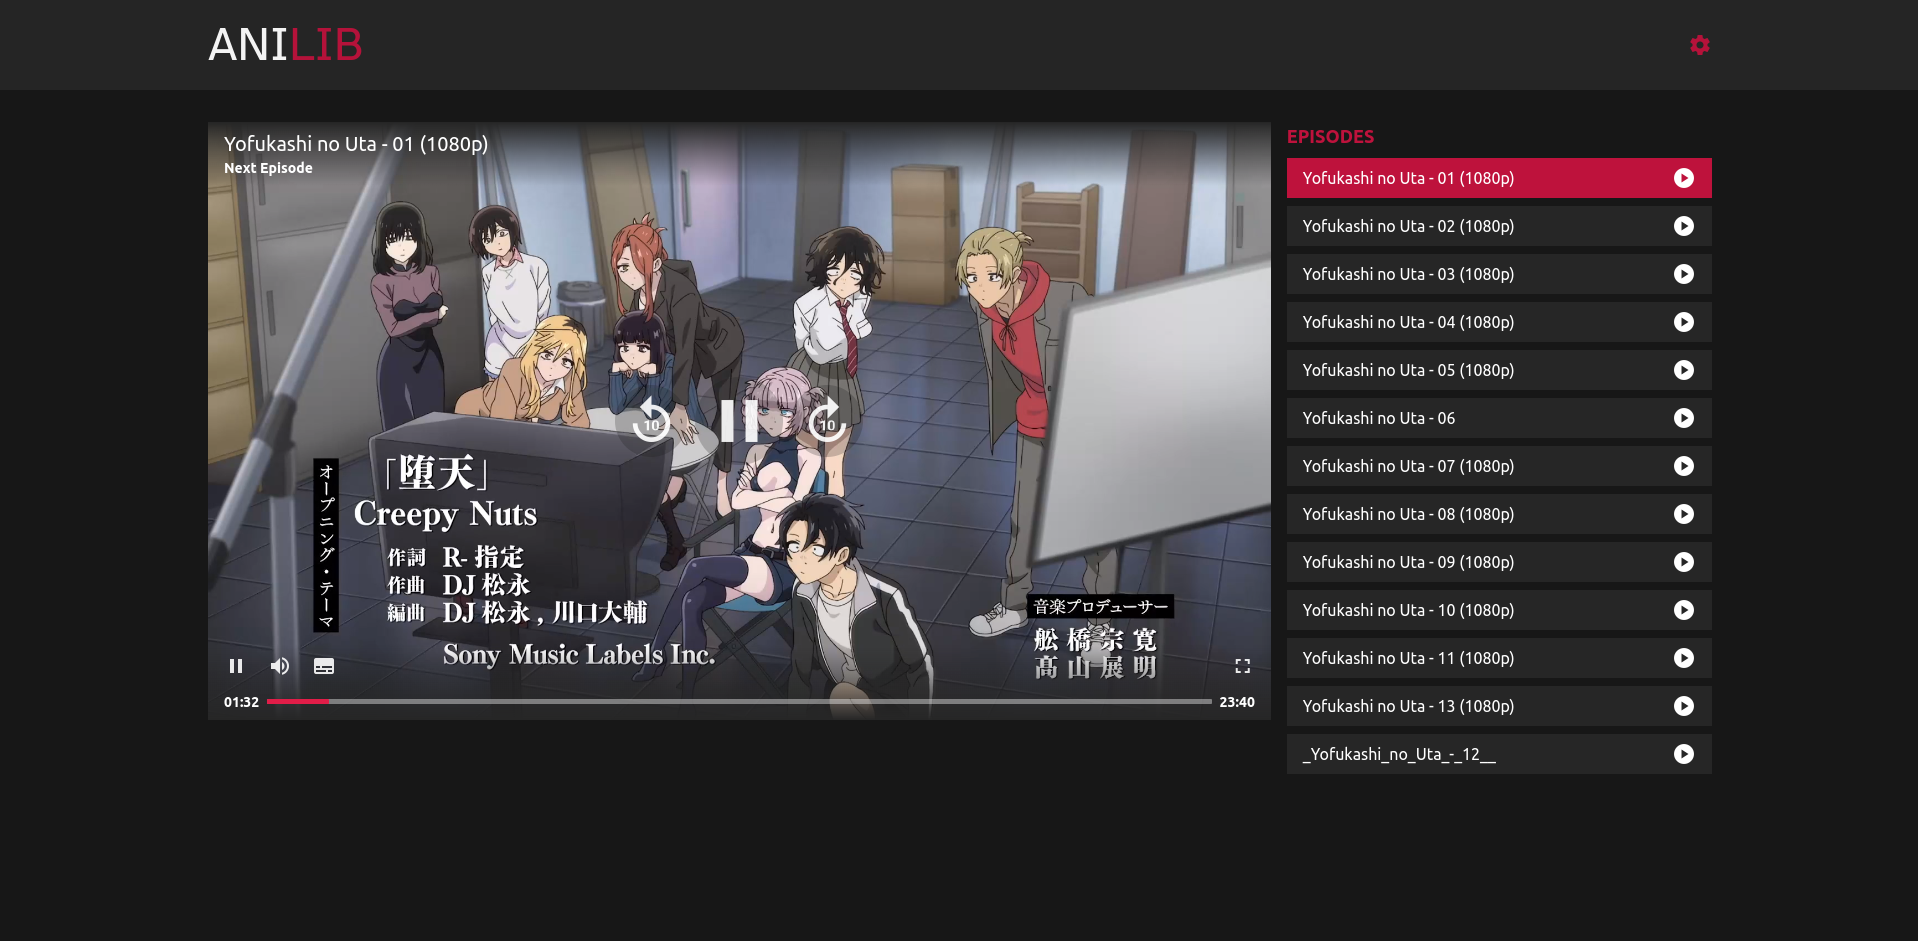 ANILIB
Yofukashi no Uta - 01 (1080p)
Next Episode
10
10
オープニング・テーマ
「堕天」
Creepy Nuts
作詞 R-指定
作曲 DJ 松永
編曲 DJ 松永 , 川口大輔
Sony Music Labels Inc.
音楽プロデューサー
舩橋宗寛
髙山展明
01:32
23:40
EPISODES
Yofukashi no Uta - 01 (1080p)
Yofukashi no Uta - 02 (1080p)
Yofukashi no Uta - 03 (1080p)
Yofukashi no Uta - 04 (1080p)
Yofukashi no Uta - 05 (1080p)
Yofukashi no Uta - 06
Yofukashi no Uta - 07 (1080p)
Yofukashi no Uta - 08 (1080p)
Yofukashi no Uta - 09 (1080p)
Yofukashi no Uta - 10 (1080p)
Yofukashi no Uta - 11 (1080p)
Yofukashi no Uta - 13 (1080p)
_Yofukashi_no_Uta_-_12__